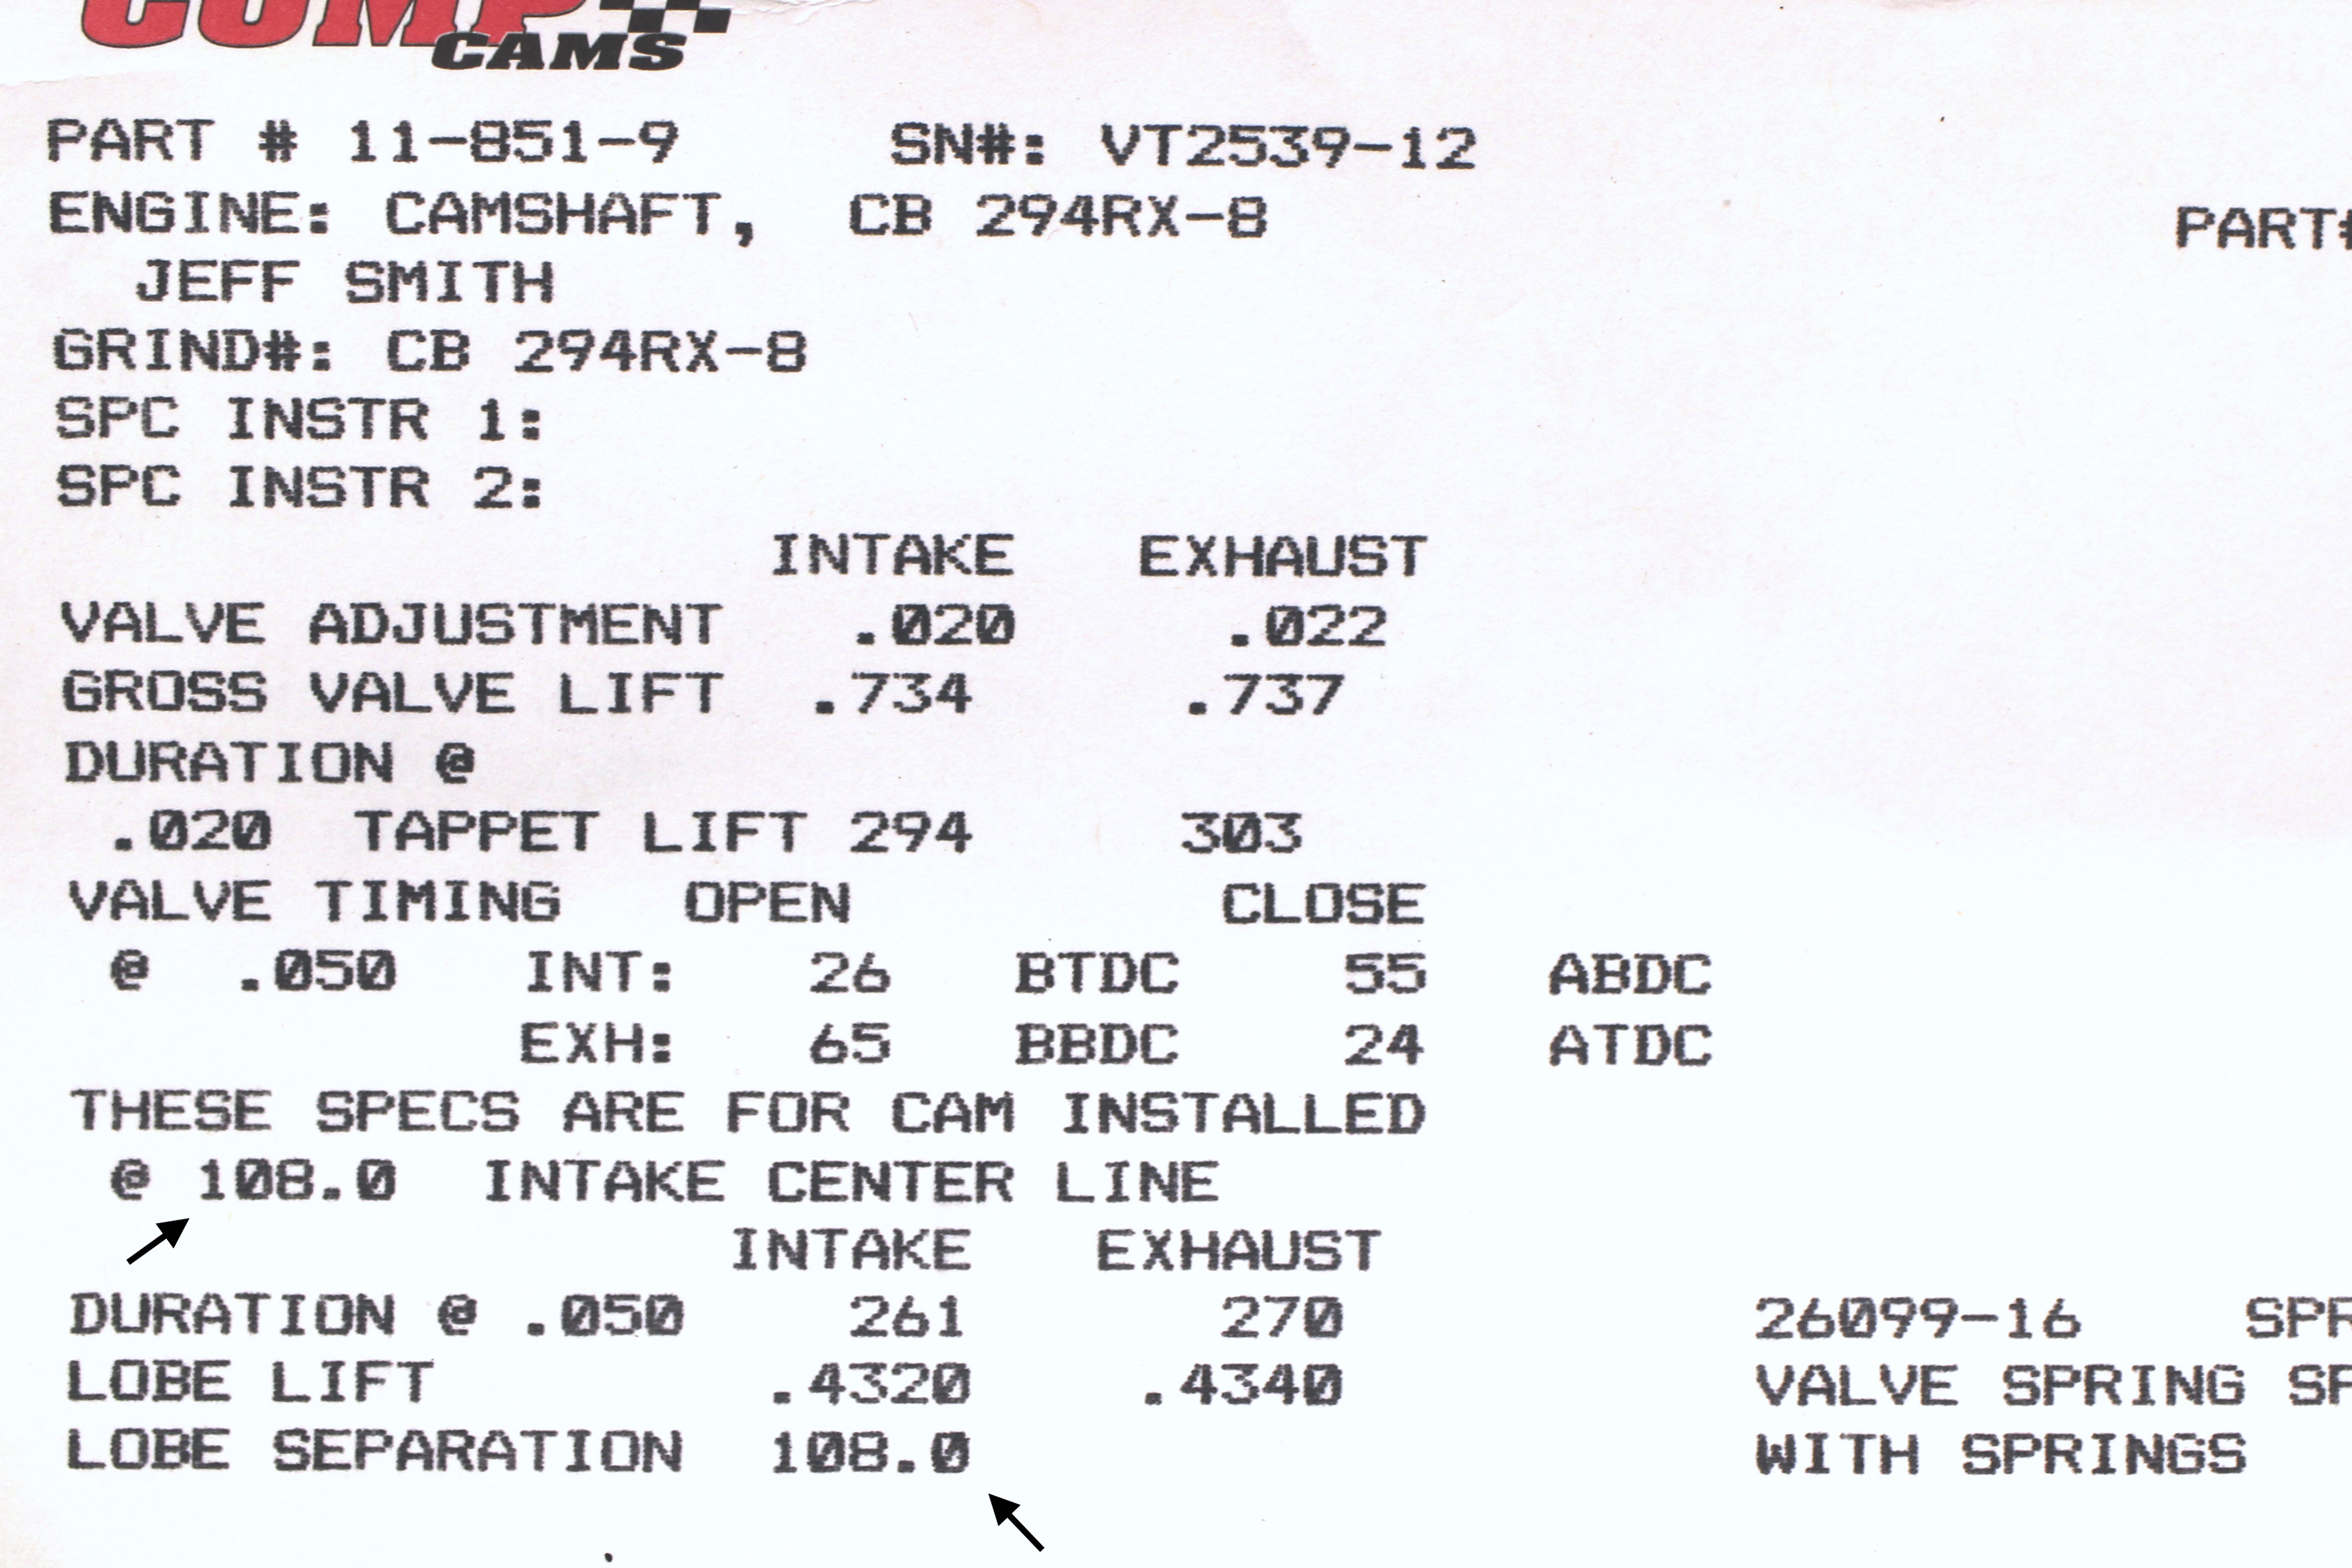 COMP
CAMS
PART # 11-851-9 SN#: VT2539-12
ENGINE: CAMSHAFT, CB 294RX-8
PART#
JEFF SMITH
GRIND#: CB 294RX-8
SPC INSTR 1:
SPC INSTR 2:
INTAKE EXHAUST
VALVE ADJUSTMENT .020 .022
GROSS VALVE LIFT .734 .737
DURATION @
.020 TAPPET LIFT 294 303
VALVE TIMING OPEN CLOSE
@ .050 INT: 26 BTDC 55 ABDC
EXH: 65 BBDC 24 ATDC
THESE SPECS ARE FOR CAM INSTALLED
@ 108.0 INTAKE CENTER LINE
INTAKE EXHAUST
DURATION @ .050 261 270
26099-16 SPR
LOBE LIFT .4320 .4340
VALVE SPRING SP
LOBE SEPARATION 108.0
WITH SPRINGS